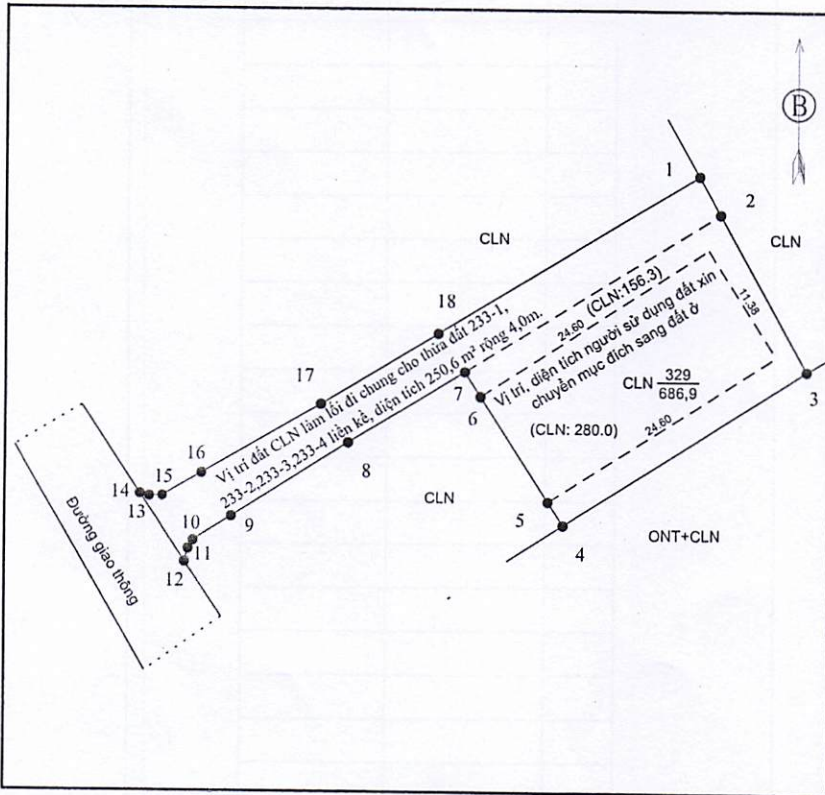 B
1
2
CLN
CLN
18
24.60 (CLN:156.3)
11.38
Vị trí, diện tích người sử dụng đất xin
chuyển mục đích sang đất ở
CLN 329
686,9
3
(CLN: 280.0)
24.60
17
7
6
Vị trí đất CLN làm lối đi chung cho thửa đất 233-1,
233-2,233-3,233-4 liền kề, diện tích 250,6 m² rộng 4,0m.
16
8
14
15
13
CLN
5
4
ONT+CLN
10
9
11
12
Đường giao thông